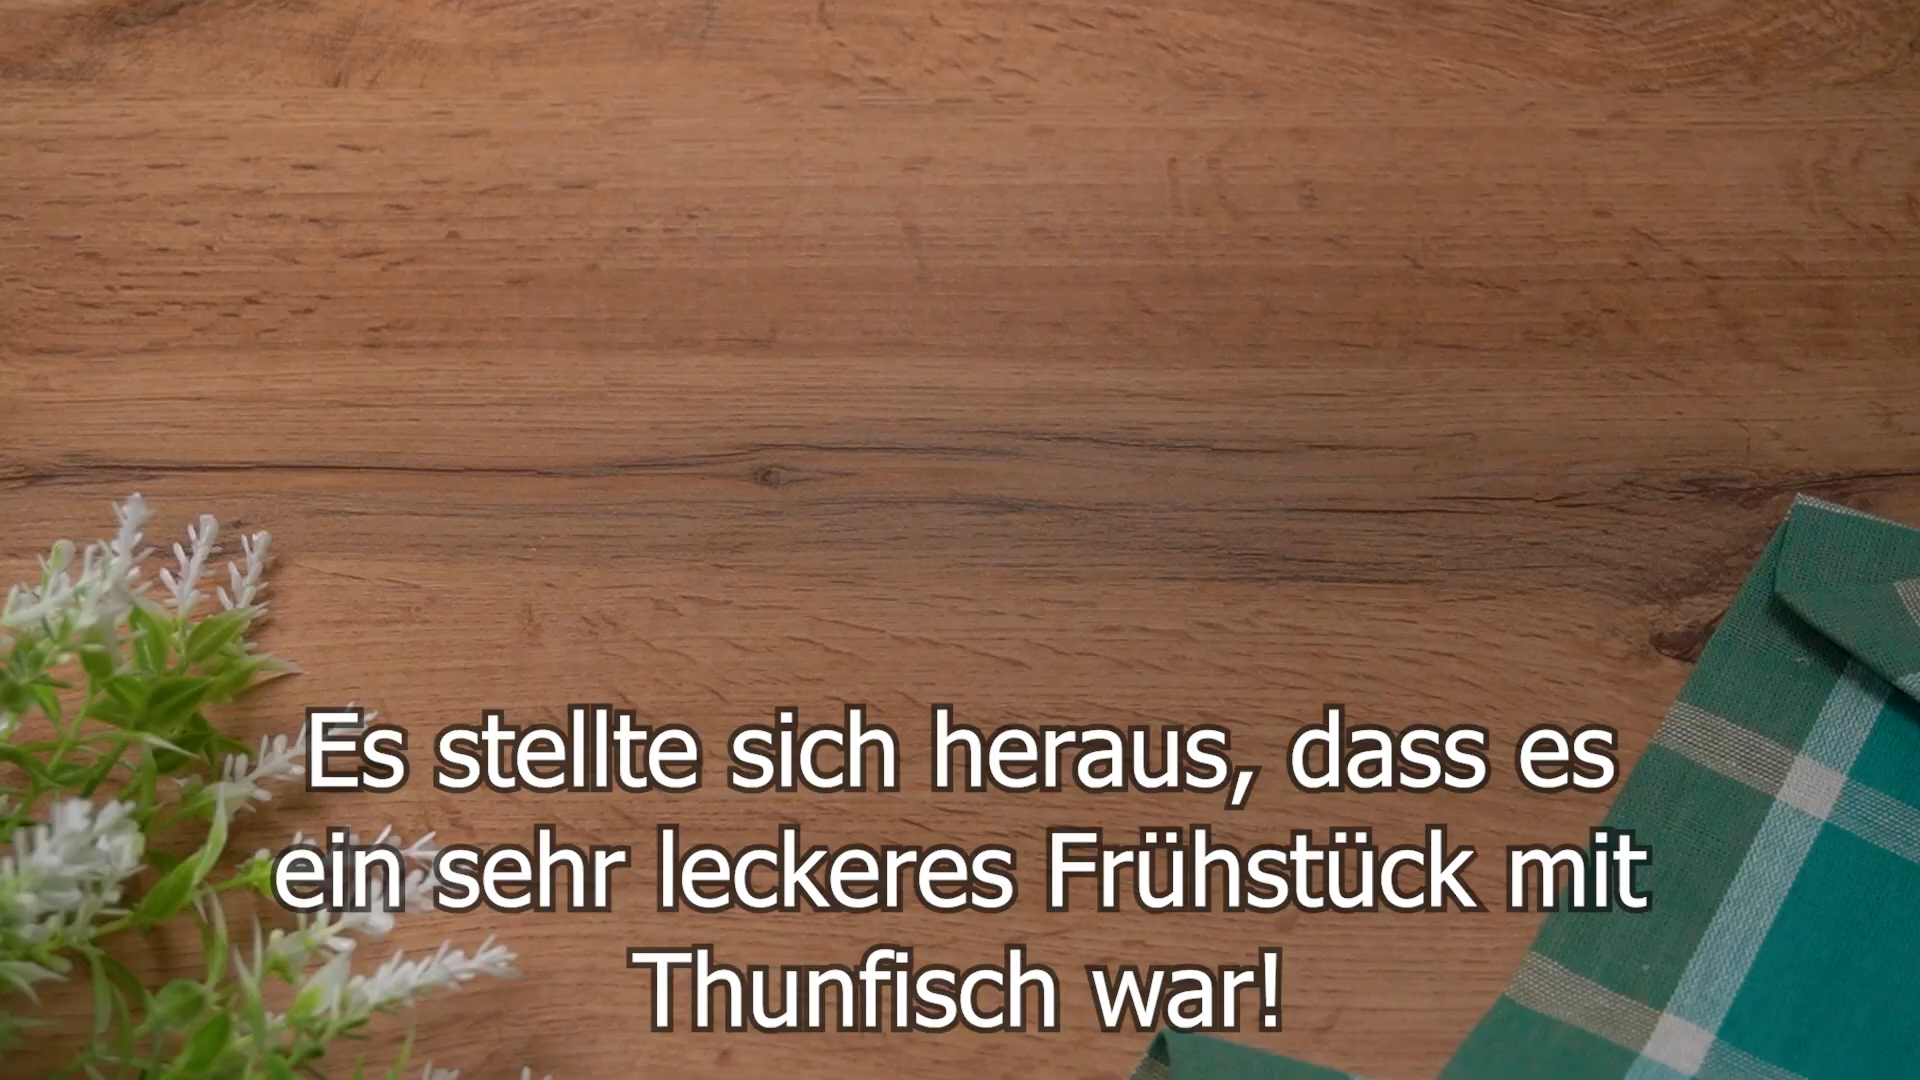 Es stellte sich heraus, dass es
ein sehr leckeres Frühstück mit
Thunfisch war!